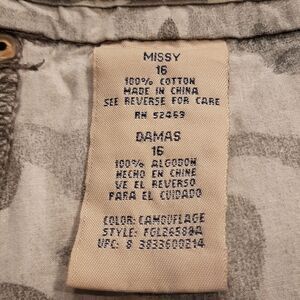 MISSY
16
100% COTTON
MADE IN CHINA
SEE REVERSE FOR CARE
RN 52469
DAMAS
16
100% ALGODON
HECHO EN CHINE
VE EL REVERSO
PARA EL CUIDADO
COLOR: CAMOUFLAGE
STYLE: FGL26588A
UPC: 8 3833600214